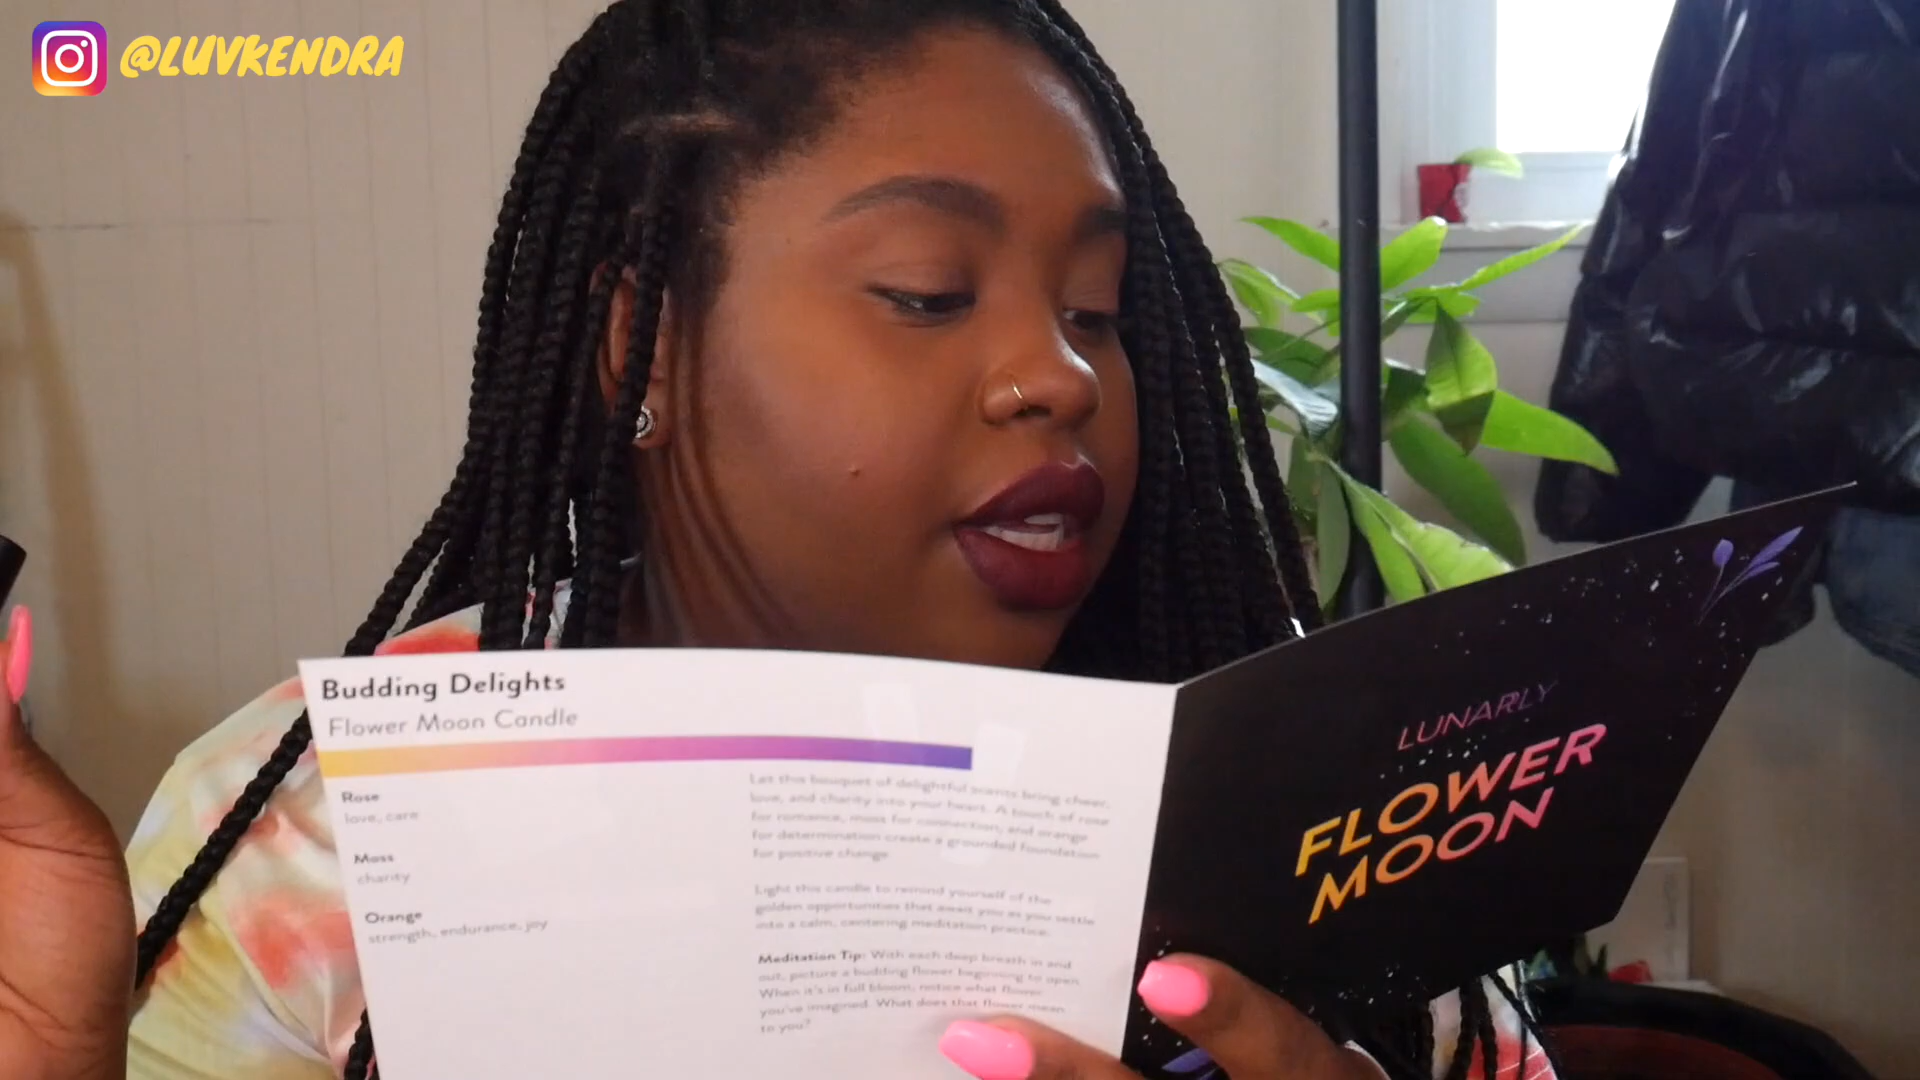 @LUVKENDRA
Budding Delights
Flower Moon Candle
Rose
love, care
Moss
charity
Orange
strength, endurance, joy
Let this bouquet of delightful scents bring cheer,
love, and charity into your heart. A touch of rose
for romance, moss for connection, and orange
for determination create a grounded foundation
for positive change.
Light this candle to remind yourself of the
golden opportunities that await you as you settle
into a calm, centering meditation practice.
Meditation Tip: With each deep breath in and
out, picture a budding flower beginning to open.
When it's in full bloom, notice what flower
you've imagined. What does that flower mean
to you?
LUNARLY
FLOWER
MOON